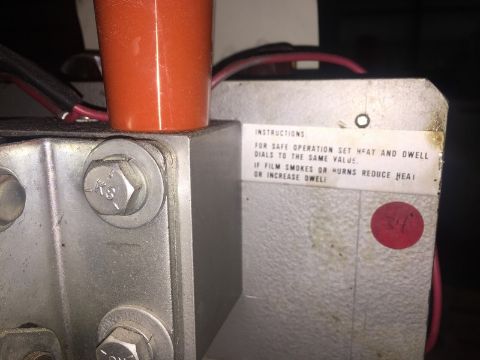 INSTRUCTIONS:
FOR SAFE OPERATION SET HEAT AND DWELL
DIALS TO THE SAME VALUE.
IF FILM SMOKES OR BURNS REDUCE HEAT
OR INCREASE DWELL